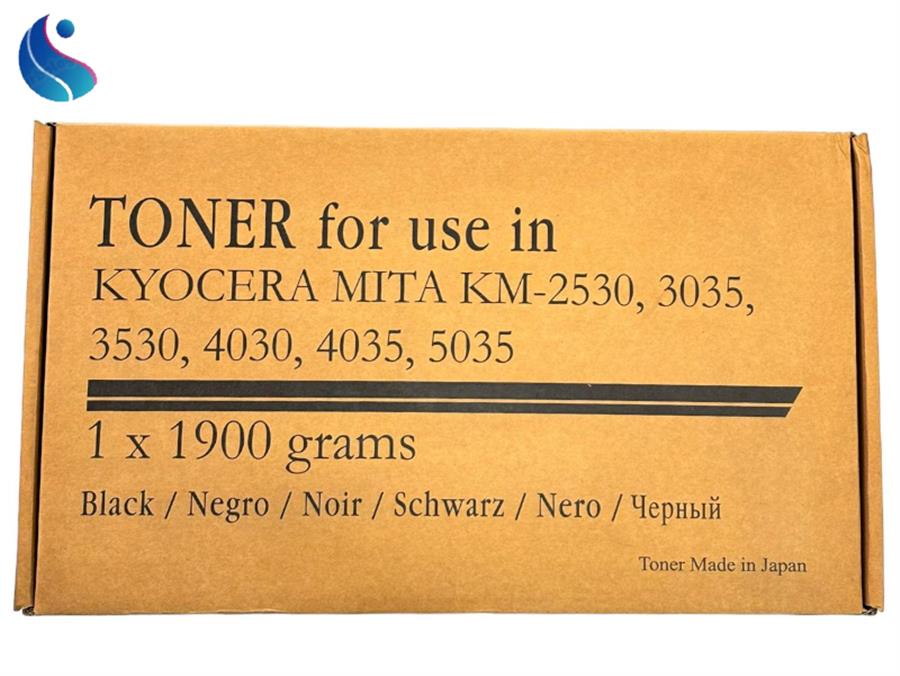 TONER for use in
KYOCERA MITA KM-2530, 3035,
3530, 4030, 4035, 5035
1 x 1900 grams
Black / Negro / Noir / Schwarz / Nero / Черный
Toner Made in Japan